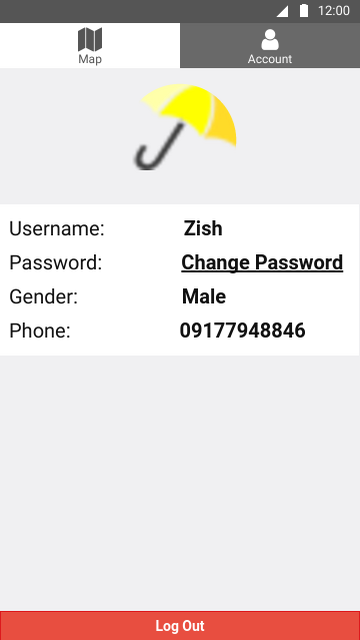 12:00
Map
Account
Username: Zish
Password: Change Password
Gender: Male
Phone: 09177948846
Log Out